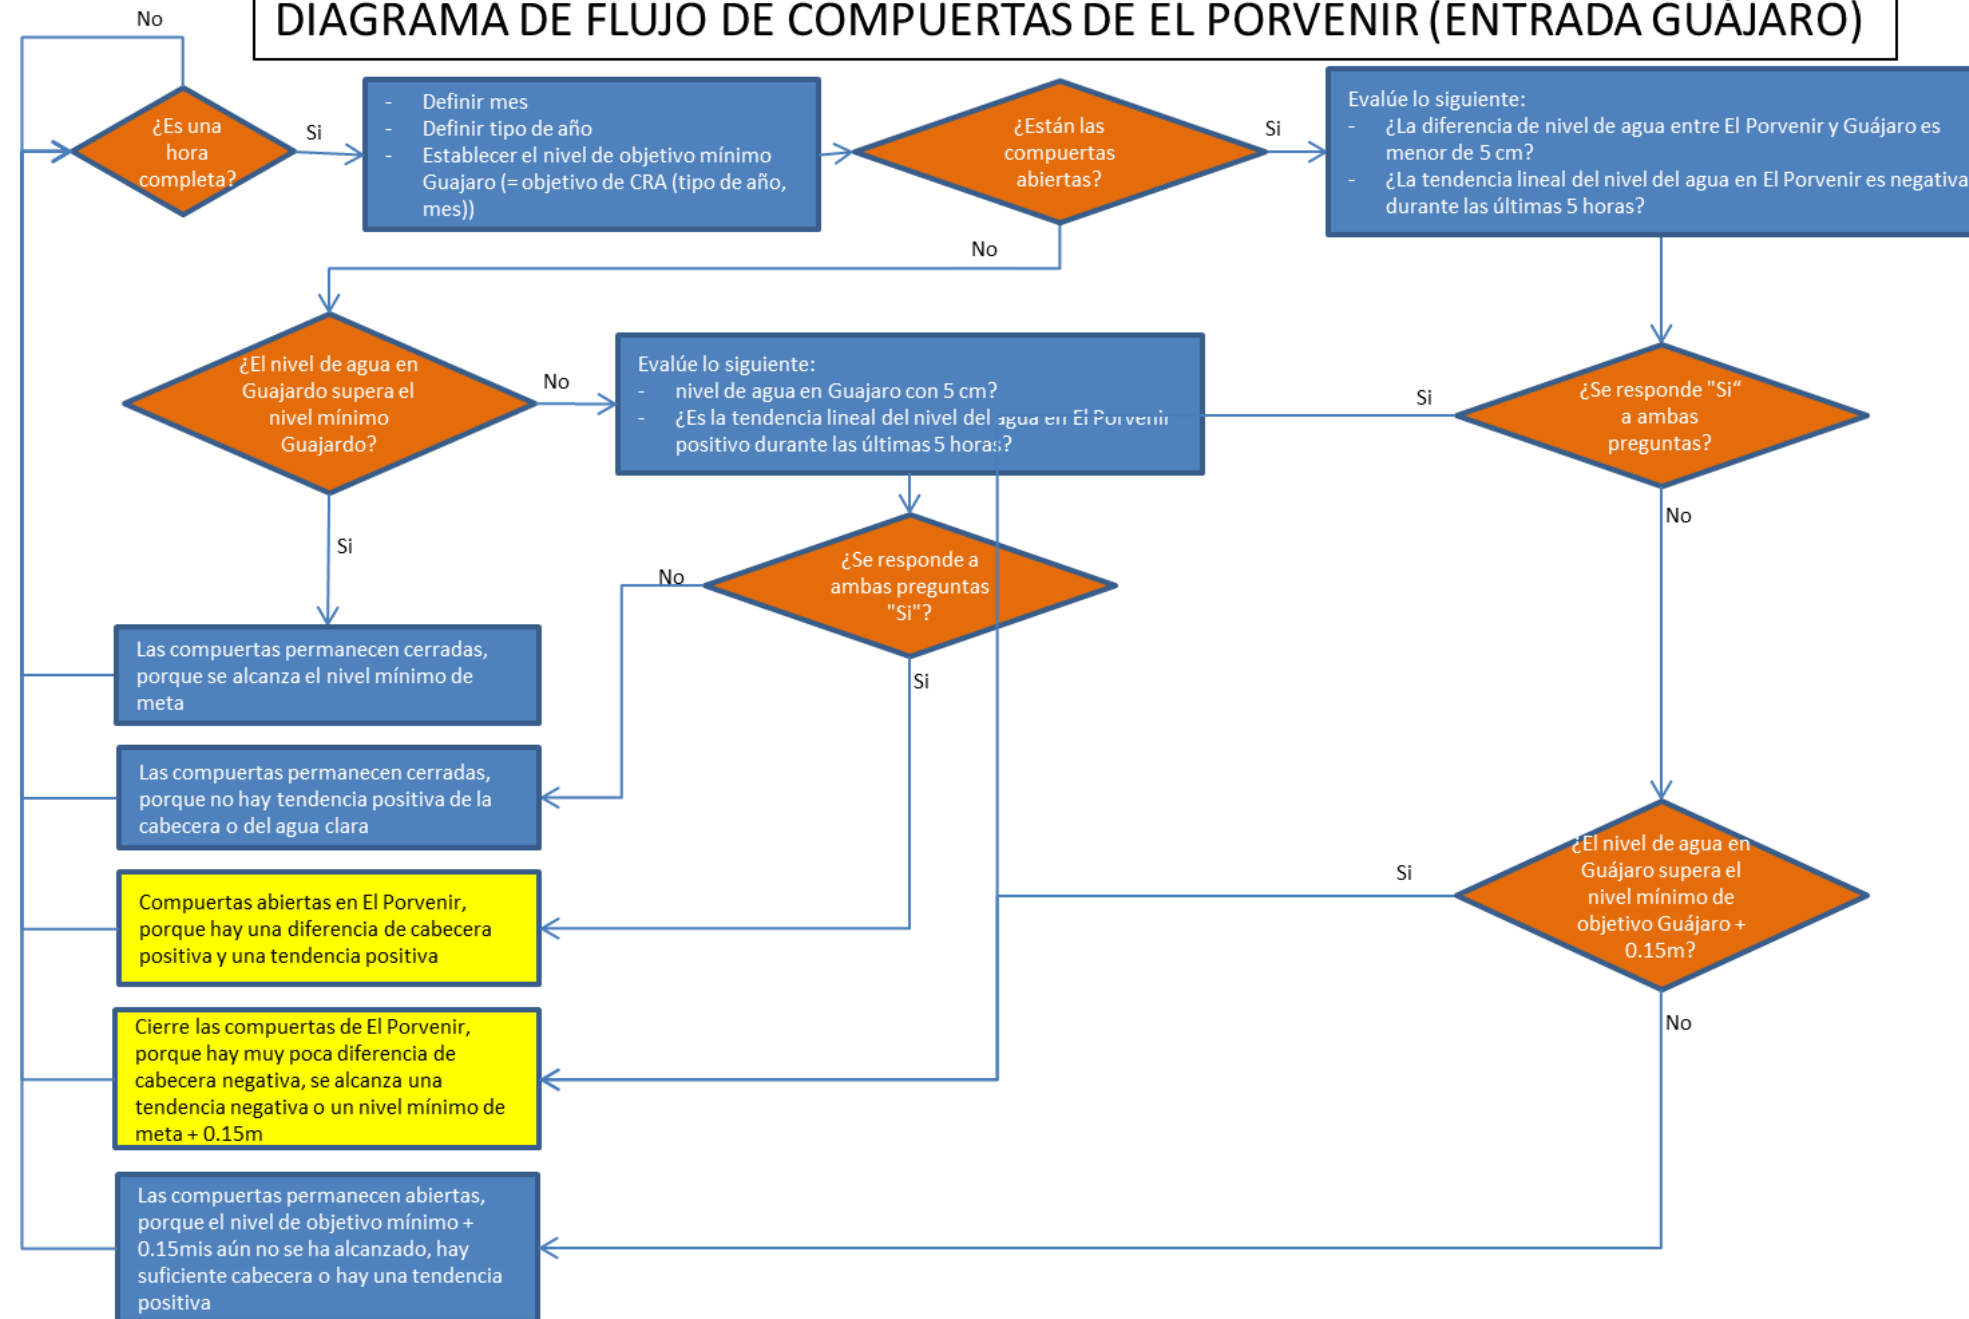 DIAGRAMA DE FLUJO DE COMPUERTAS DE EL PORVENIR (ENTRADA GUÁJARO)
No
¿Es una
hora
completa?
Si
- Definir mes
- Definir tipo de año
- Establecer el nivel de objetivo mínimo
Guajaro (= objetivo de CRA (tipo de año,
mes))
¿Están las
compuertas
abiertas?
Si
Evalúe lo siguiente:
- ¿La diferencia de nivel de agua entre El Porvenir y Guájaro es
menor de 5 cm?
- ¿La tendencia lineal del nivel del agua en El Porvenir es negativa
durante las últimas 5 horas?
No
¿El nivel de agua en
Guajardo supera el
nivel mínimo
Guajardo?
No
Evalúe lo siguiente:
- nivel de agua en Guajaro con 5 cm?
- ¿Es la tendencia lineal del nivel del agua en El Porvenir
positivo durante las últimas 5 horas?
Si
¿Se responde "Si“
a ambas
preguntas?
No
Si
¿Se responde a
ambas preguntas
"Si"?
No
Si
Las compuertas permanecen cerradas,
porque se alcanza el nivel mínimo de
meta
Las compuertas permanecen cerradas,
porque no hay tendencia positiva de la
cabecera o del agua clara
Compuertas abiertas en El Porvenir,
porque hay una diferencia de cabecera
positiva y una tendencia positiva
Si
¿El nivel de agua en
Guájaro supera el
nivel mínimo de
objetivo Guájaro +
0.15m?
No
Cierre las compuertas de El Porvenir,
porque hay muy poca diferencia de
cabecera negativa, se alcanza una
tendencia negativa o un nivel mínimo de
meta + 0.15m
Las compuertas permanecen abiertas,
porque el nivel de objetivo mínimo +
0.15mis aún no se ha alcanzado, hay
suficiente cabecera o hay una tendencia
positiva